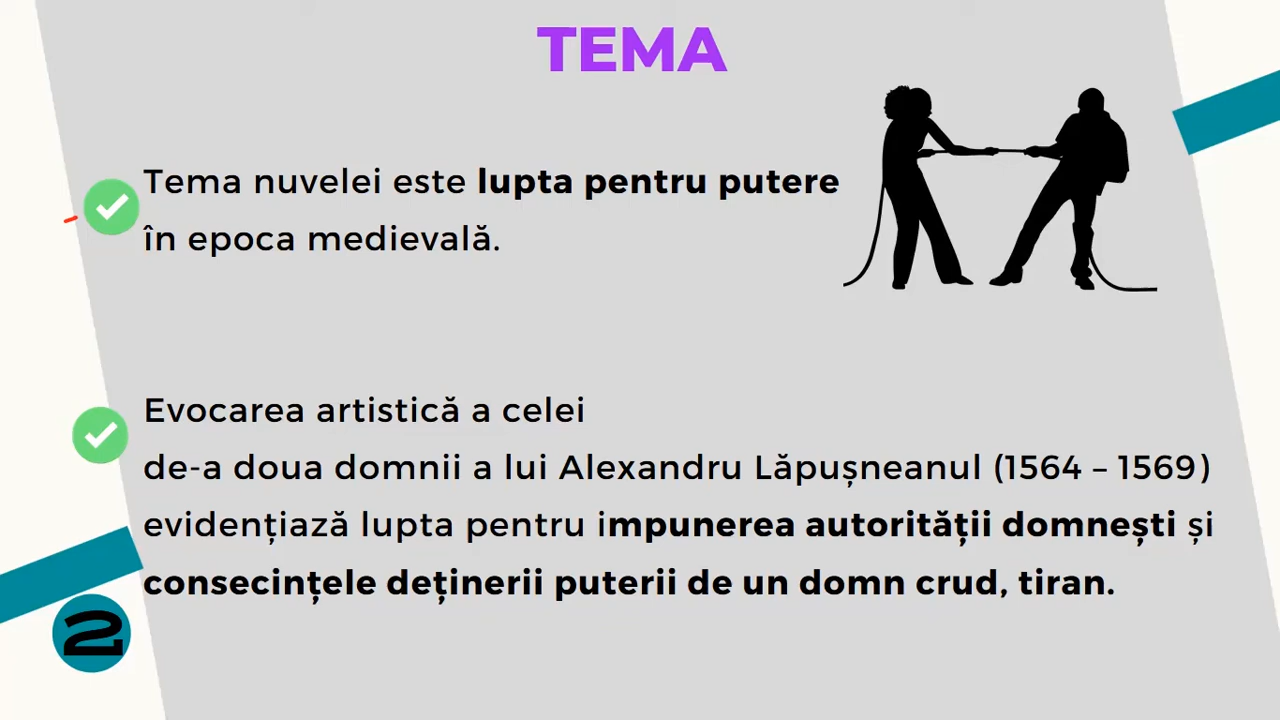 TEMA
Tema nuvelei este lupta pentru putere
în epoca medievală.
Evocarea artistică a celei
de-a doua domnii a lui Alexandru Lăpușneanul (1564 – 1569)
evidențiază lupta pentru impunerea autorității domnești și
consecințele deținerii puterii de un domn crud, tiran.
2